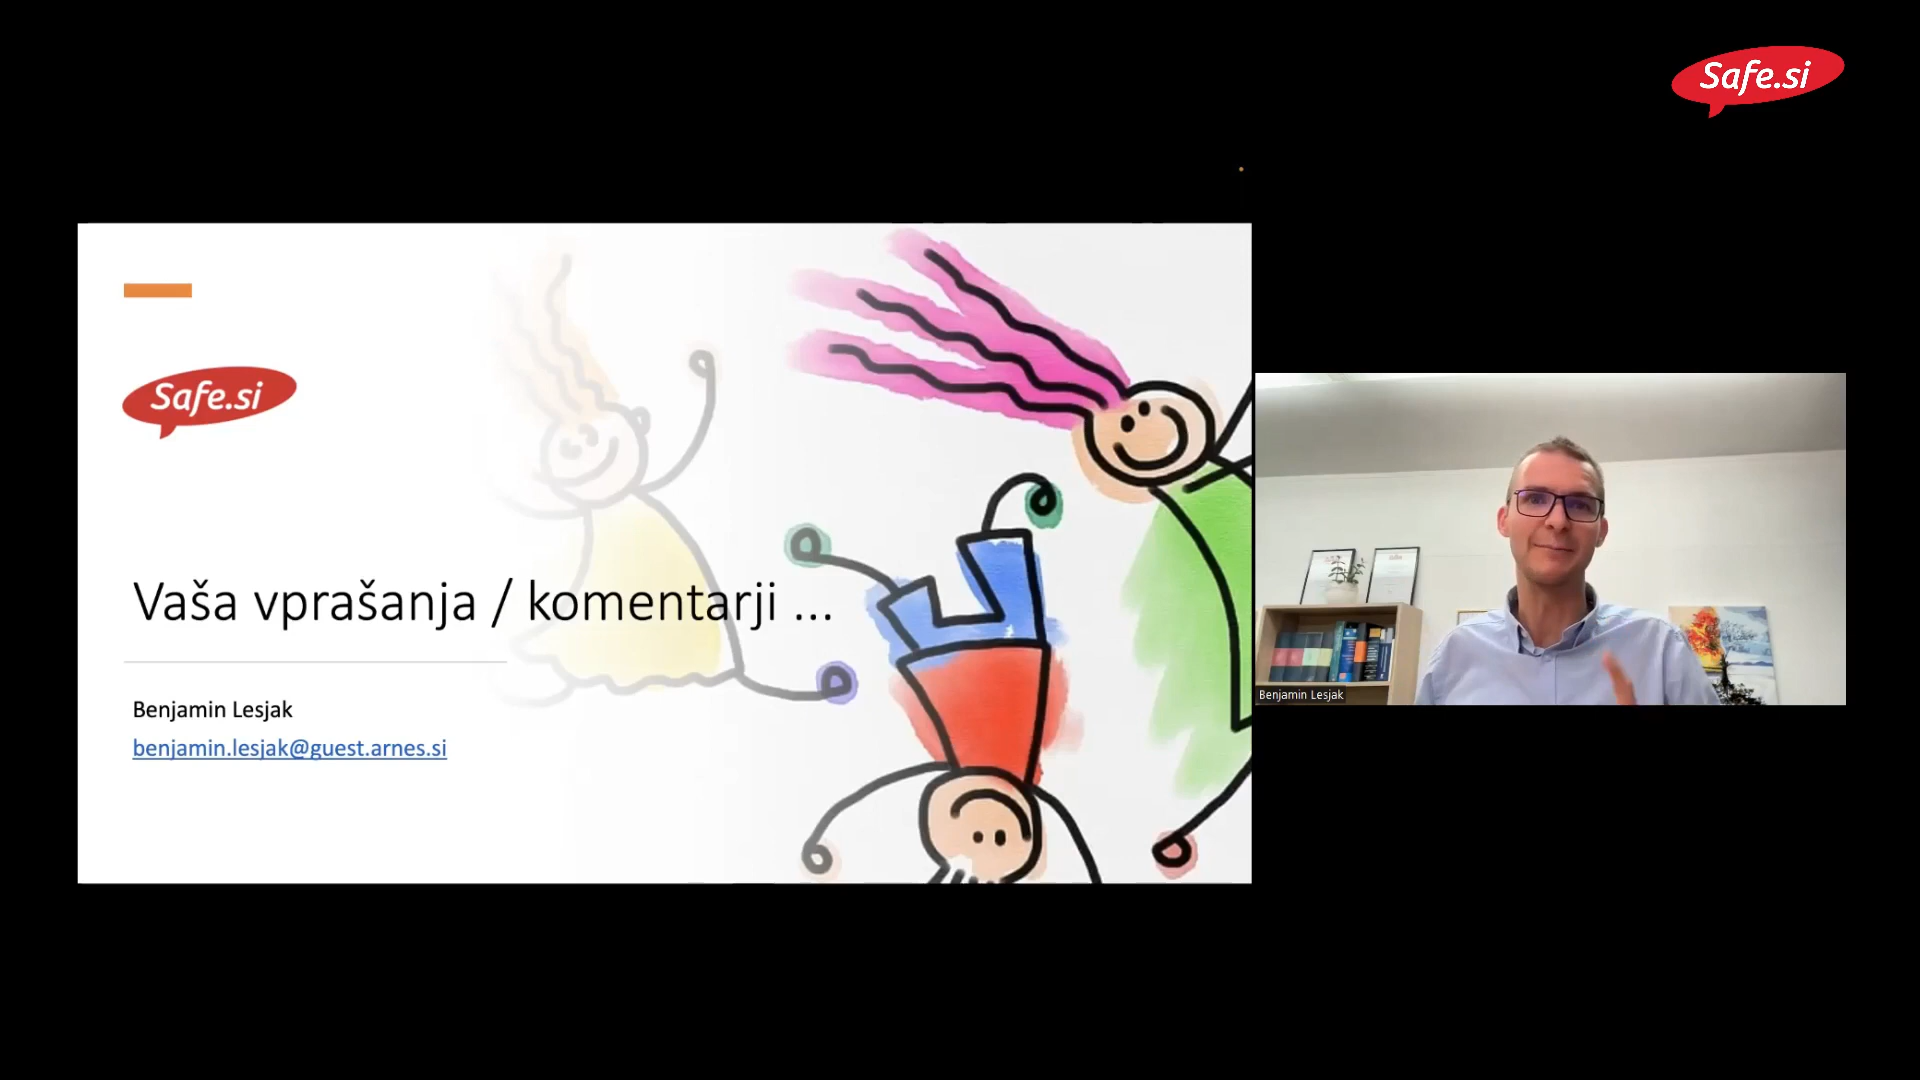 Safe.si
Safe.si
Vaša vprašanja / komentarji ...
Benjamin Lesjak
benjamin.lesjak@guest.arnes.si
Benjamin Lesjak